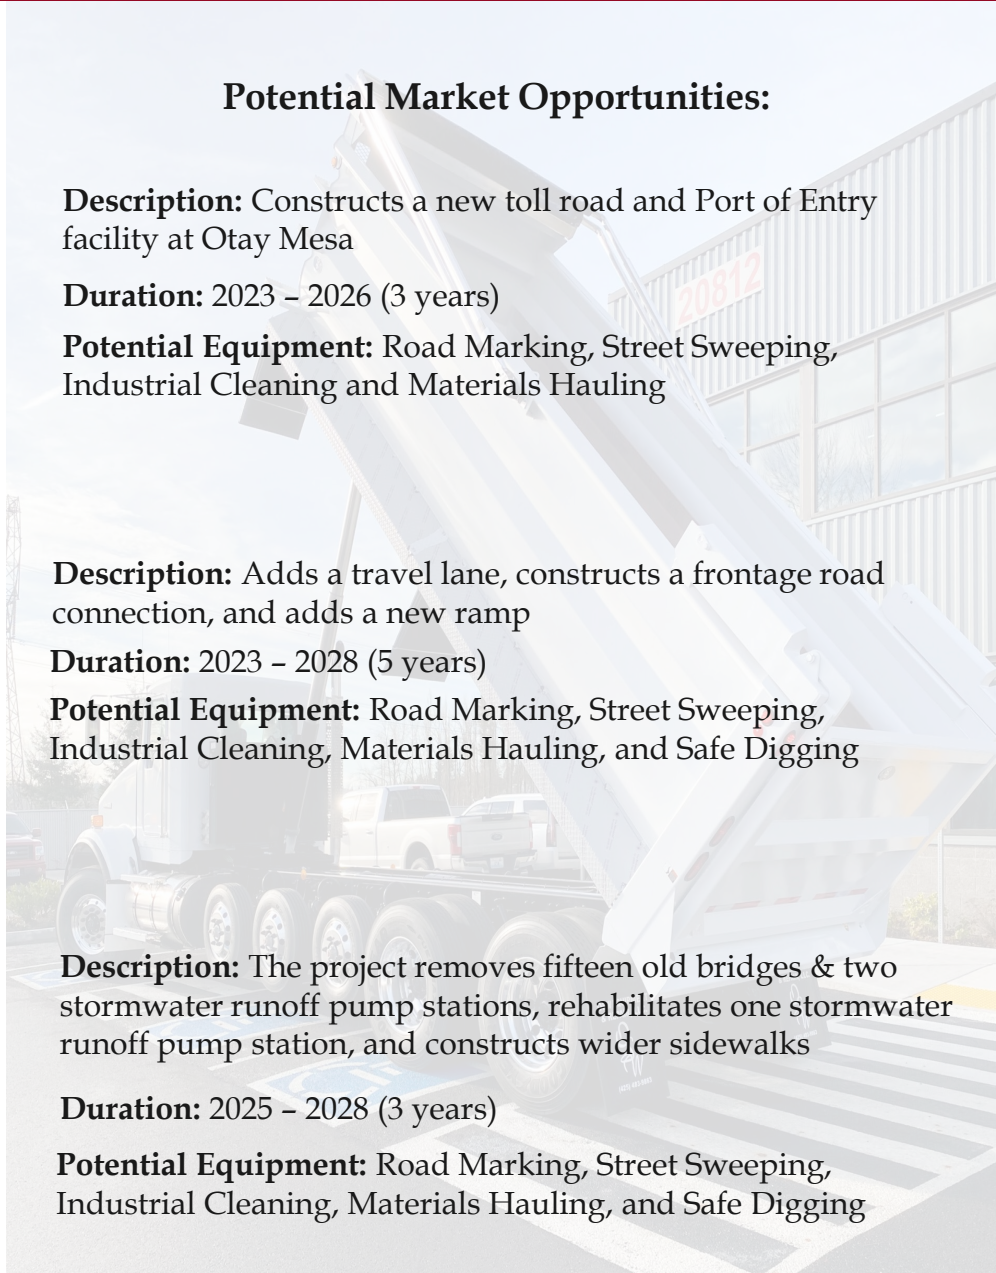 Potential Market Opportunities:
Description: Constructs a new toll road and Port of Entry
facility at Otay Mesa
20812
Duration: 2023 – 2026 (3 years)
Potential Equipment: Road Marking, Street Sweeping,
Industrial Cleaning and Materials Hauling
Description: Adds a travel lane, constructs a frontage road
connection, and adds a new ramp
Duration: 2023 – 2028 (5 years)
Potential Equipment: Road Marking, Street Sweeping,
Industrial Cleaning, Materials Hauling, and Safe Digging
Description: The project removes fifteen old bridges & two
stormwater runoff pump stations, rehabilitates one stormwater
runoff pump station, and constructs wider sidewalks
Duration: 2025 – 2028 (3 years)
Potential Equipment: Road Marking, Street Sweeping,
Industrial Cleaning, Materials Hauling, and Safe Digging